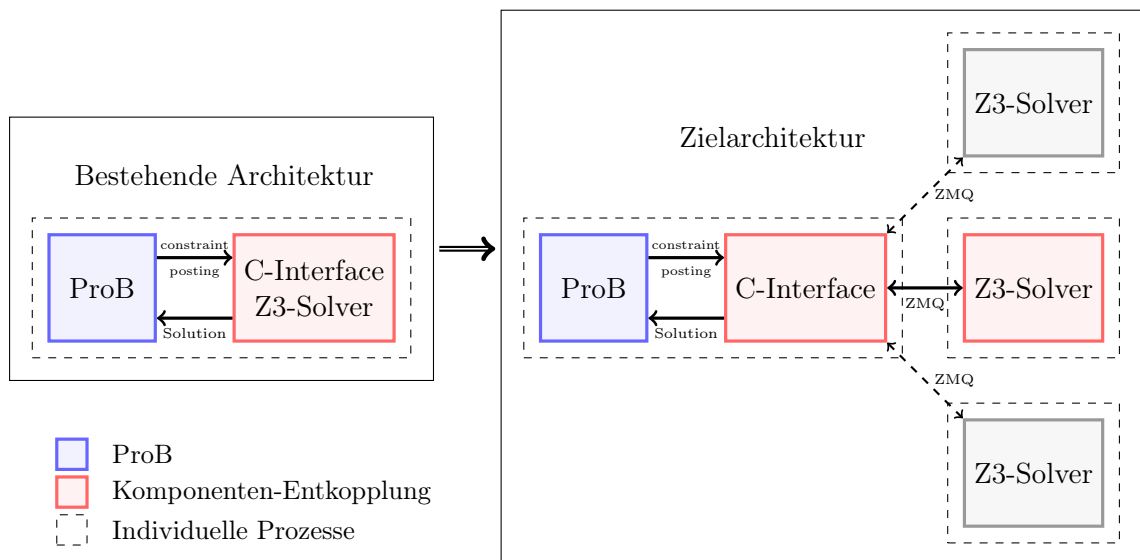 Bestehende Architektur
ProB
constraint
posting
Solution
C-Interface
Z3-Solver
Zielarchitektur
ProB
constraint
posting
Solution
C-Interface
ZMQ
ZMQ
ZMQ
Z3-Solver
Z3-Solver
Z3-Solver
ProB
Komponenten-Entkopplung
Individuelle Prozesse